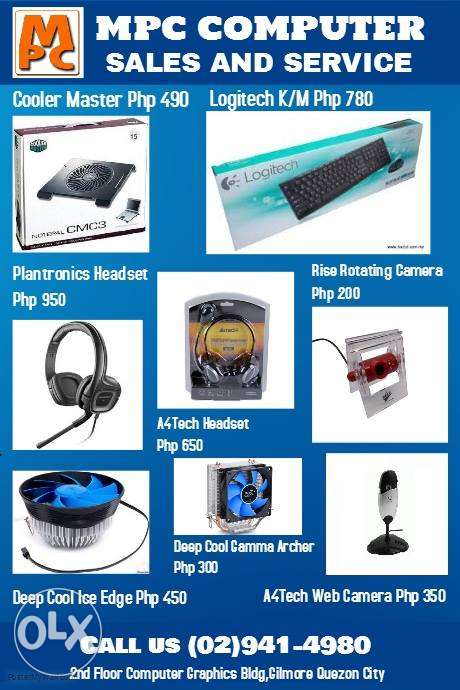 MPC
MPC COMPUTER
SALES AND SERVICE
Cooler Master Php 490
Logitech K/M Php 780
15"
NOTEPAL CMC3
Logitech
Plantronics Headset
Php 950
Rise Rotating Camera
Php 200
A4TECH
A4Tech Headset
Php 650
Deep Cool Gamma Archer
Php 300
Deep Cool Ice Edge Php 450
A4Tech Web Camera Php 350
OLX
CALL US (02)941-4980
2nd Floor Computer Graphics Bldg,Gilmore Quezon City